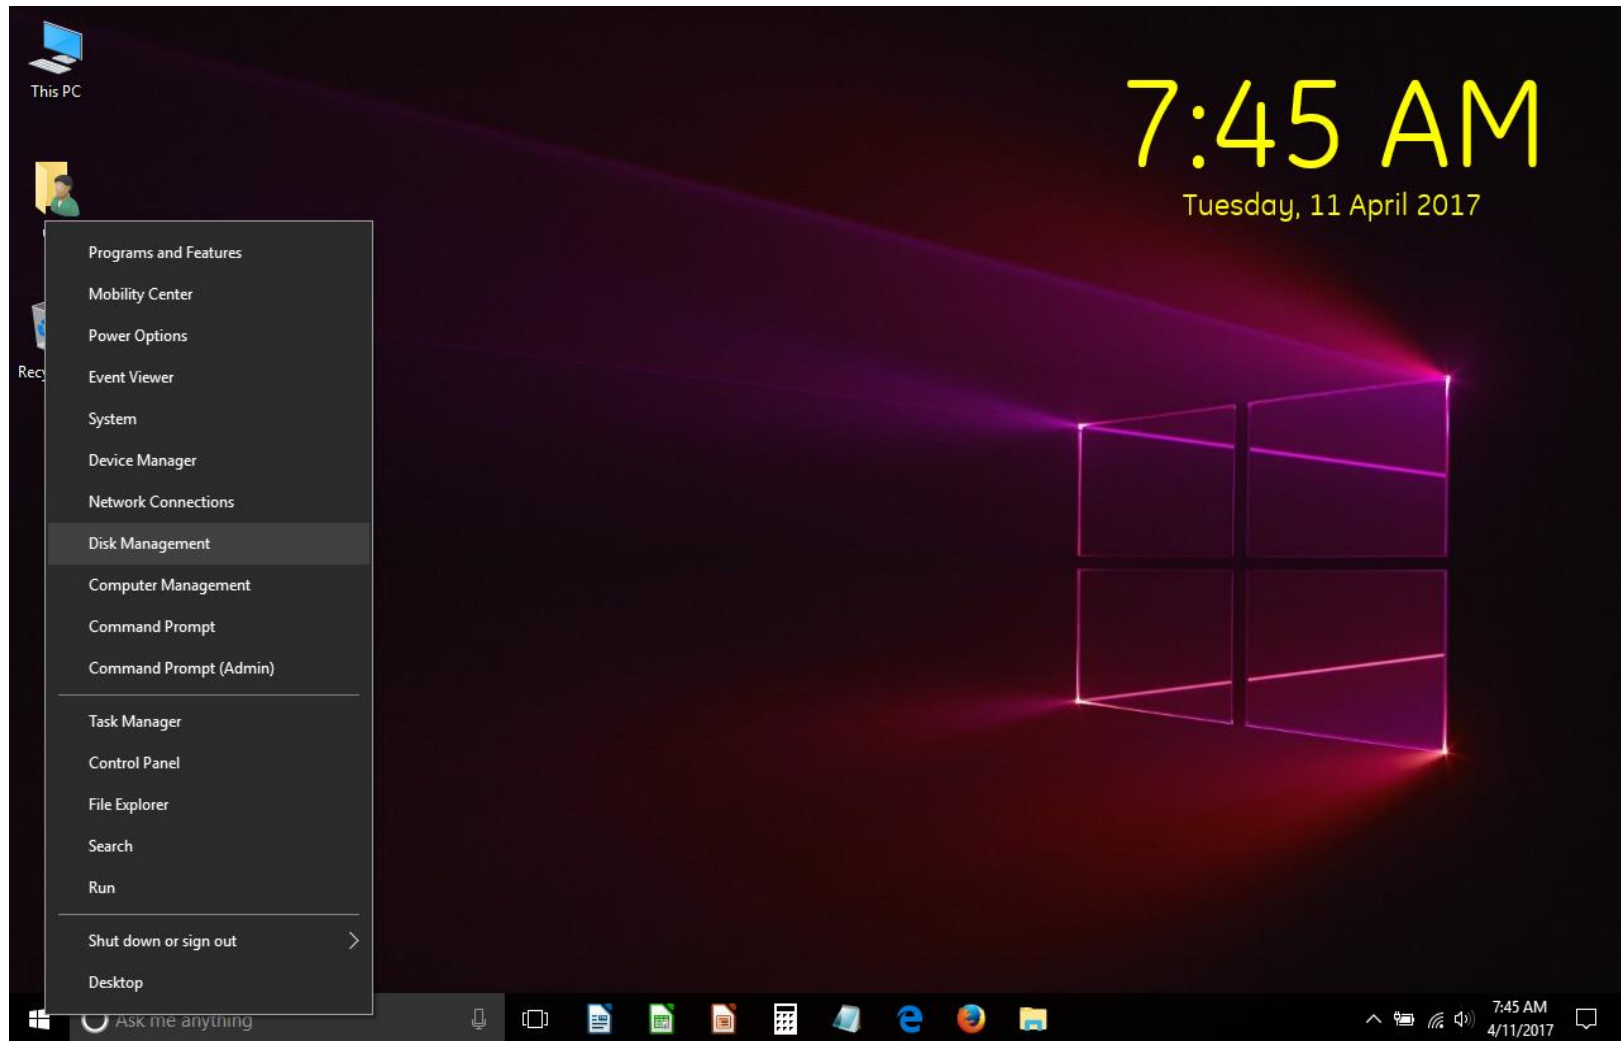 This PC
7:45 AM
Tuesday, 11 April 2017
Recy
Programs and Features
Mobility Center
Power Options
Event Viewer
System
Device Manager
Network Connections
Disk Management
Computer Management
Command Prompt
Command Prompt (Admin)
Task Manager
Control Panel
File Explorer
Search
Run
Shut down or sign out
Desktop
Ask me anything
7:45 AM
4/11/2017